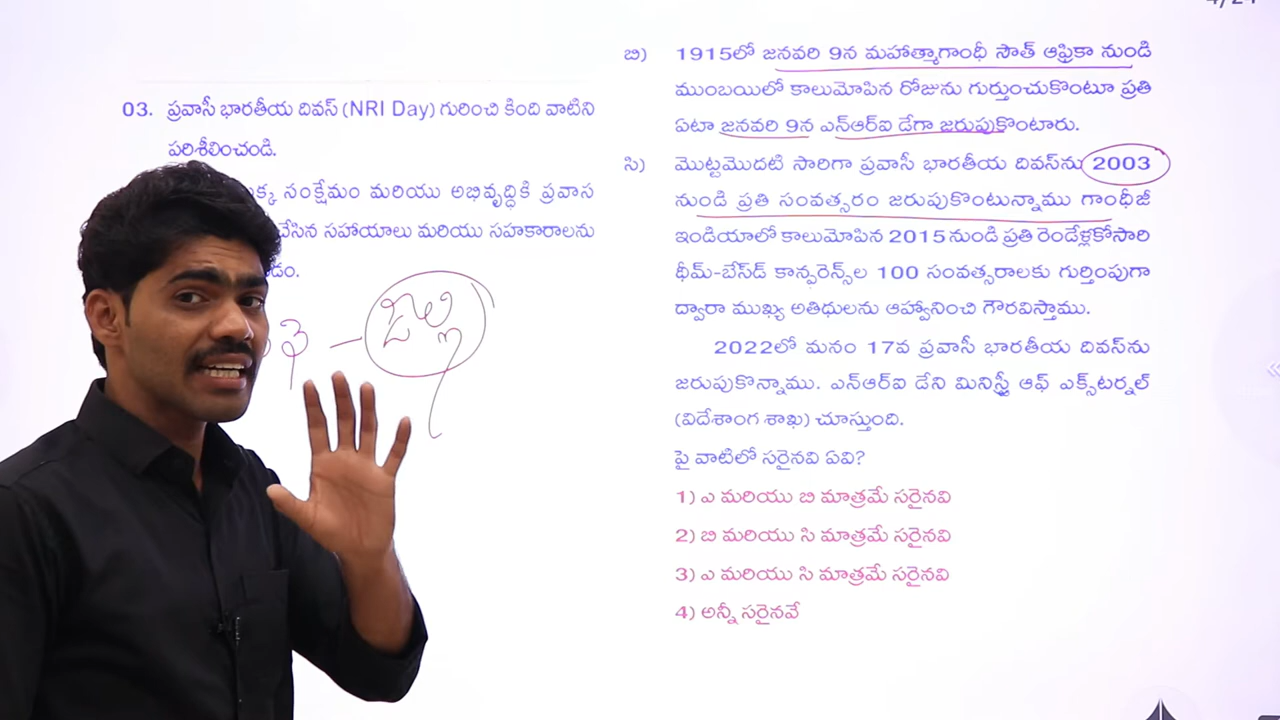 4/24
03. ప్రవాసీ భారతీయ దివస్ (NRI Day) గురించి కింది వాటిని
పరిశీలించండి.
సంక్షేమం మరియు అభివృద్ధికి ప్రవాస
చేసిన సహాయాలు మరియు సహకారాలను
బి) 1915లో జనవరి 9న మహాత్మాగాంధీ సౌత్ ఆఫ్రికా నుండి
ముంబయిలో కాలుమోపిన రోజును గుర్తుంచుకొంటూ ప్రతి
ఏటా జనవరి 9న ఎన్ఆర్ఐ డేగా జరుపుకొంటారు.
సి) మొట్టమొదటి సారిగా ప్రవాసీ భారతీయ దివస్‌ను 2003
నుండి ప్రతి సంవత్సరం జరుపుకొంటున్నాము గాంధీజీ
ఇండియాలో కాలుమోపిన 2015 నుండి ప్రతి రెండేళ్లకోసారి
థీమ్-బేస్డ్ కాన్ఫరెన్స్‌ల 100 సంవత్సరాలకు గుర్తింపుగా
ద్వారా ముఖ్య అతిధులను ఆహ్వానించి గౌరవిస్తాము.
2022లో మనం 17వ ప్రవాసీ భారతీయ దివస్‌ను
జరుపుకొన్నాము. ఎన్ఆర్ఐ డేని మినిస్ట్రీ ఆఫ్ ఎక్స్‌టర్నల్
(విదేశాంగ శాఖ) చూస్తుంది.
పై వాటిలో సరైనవి ఏవి?
1) ఎ మరియు బి మాత్రమే సరైనవి
2) బి మరియు సి మాత్రమే సరైనవి
3) ఎ మరియు సి మాత్రమే సరైనవి
4) అన్నీ సరైనవే